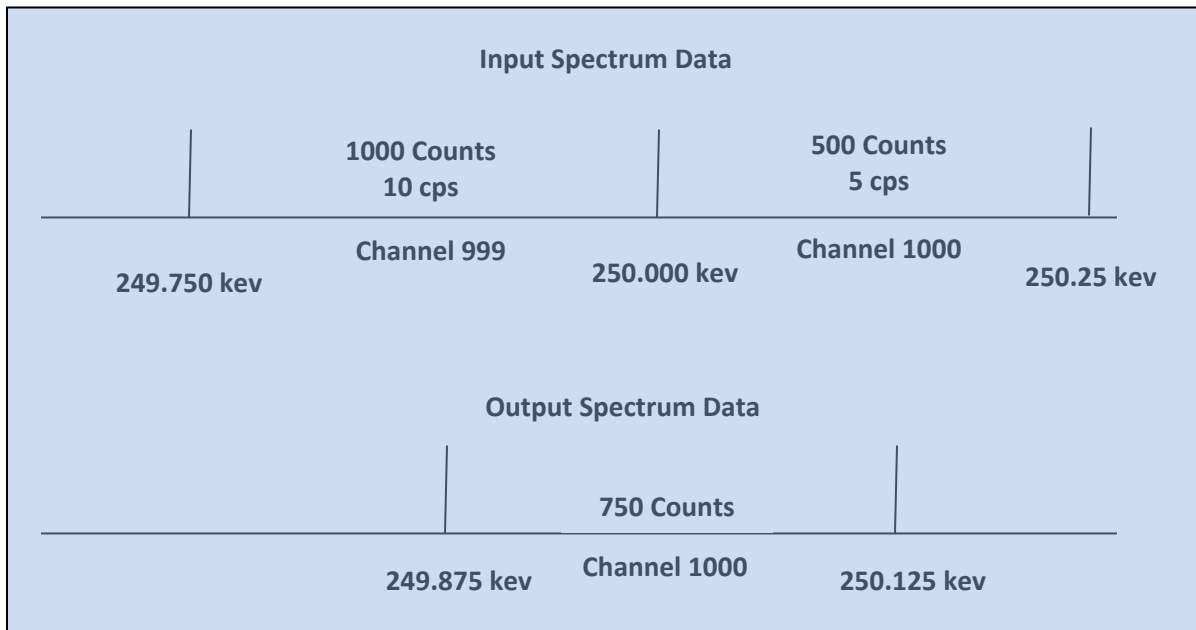 Input Spectrum Data
1000 Counts
10 cps
500 Counts
5 cps
Channel 999
Channel 1000
249.750 kev
250.000 kev
250.25 kev
Output Spectrum Data
750 Counts
Channel 1000
249.875 kev
250.125 kev